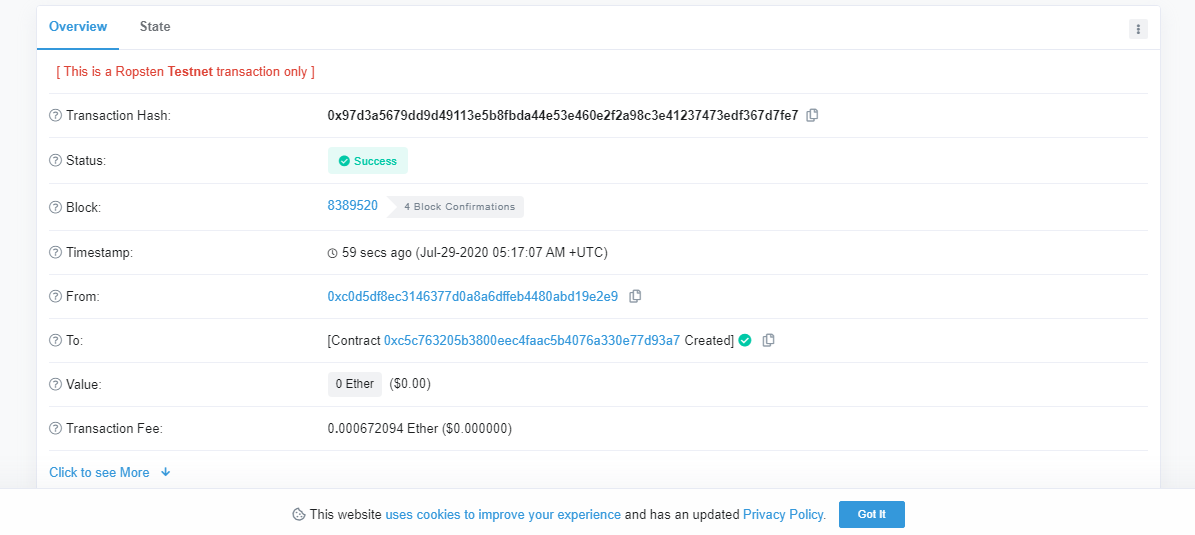 Overview State
[ This is a Ropsten Testnet transaction only ]
Transaction Hash: 0x97d3a5679dd9d49113e5b8fbda44e53e460e2f2a98c3e41237473edf367d7fe7
Status: Success
Block: 8389520 4 Block Confirmations
Timestamp: 59 secs ago (Jul-29-2020 05:17:07 AM +UTC)
From: 0xc0d5df8ec3146377d0a8a6dffeb4480abd19e2e9
To: [Contract 0xc5c763205b3800eec4faac5b4076a330e77d93a7 Created]
Value: 0 Ether ($0.00)
Transaction Fee: 0.000672094 Ether ($0.000000)
Click to see More
This website uses cookies to improve your experience and has an updated Privacy Policy. Got It